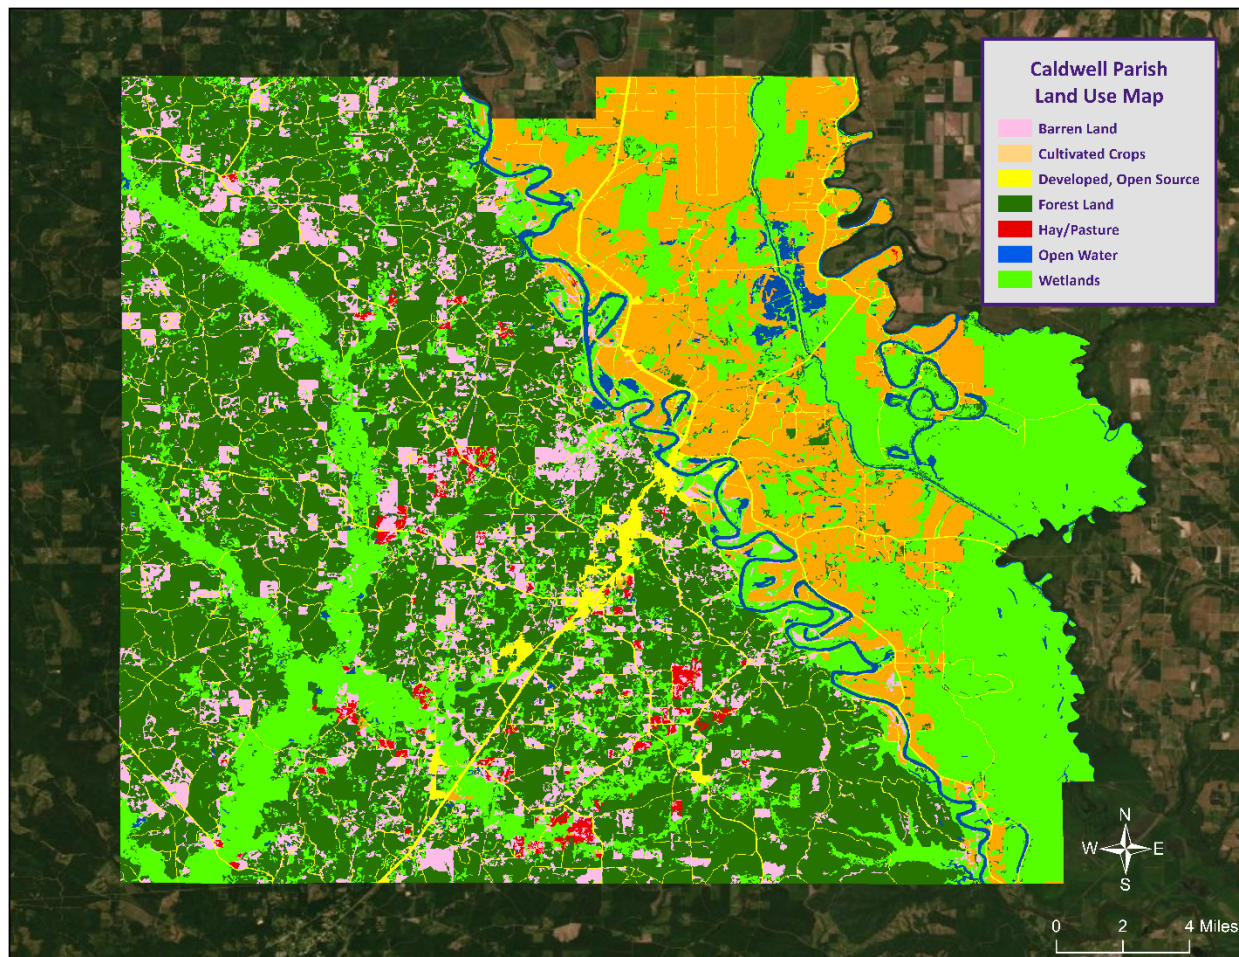 Caldwell Parish
Land Use Map
Barren Land
Cultivated Crops
Developed, Open Source
Forest Land
Hay/Pasture
Open Water
Wetlands
N
W E
S
0 2 4 Miles